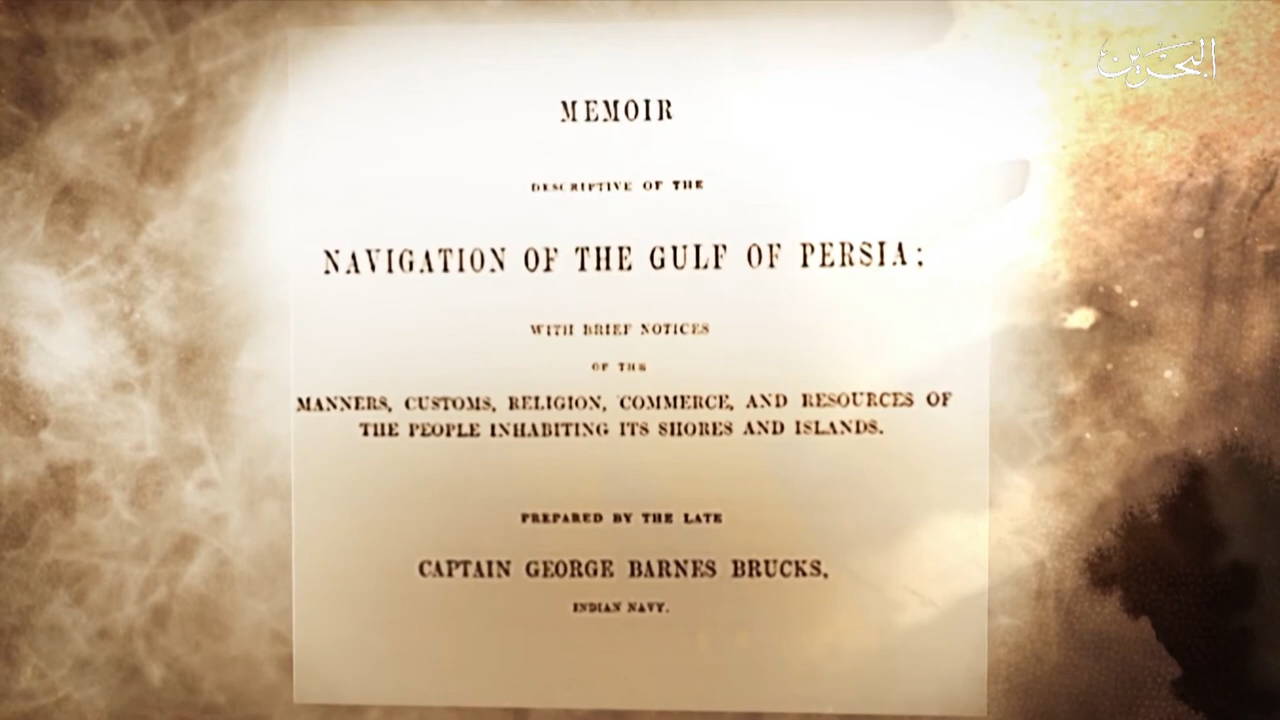 البحرين
MEMOIR
DESCRIPTIVE OF THE
NAVIGATION OF THE GULF OF PERSIA;
WITH BRIEF NOTICES
OF THE
MANNERS, CUSTOMS, RELIGION, COMMERCE, AND RESOURCES OF
THE PEOPLE INHABITING ITS SHORES AND ISLANDS.
PREPARED BY THE LATE
CAPTAIN GEORGE BARNES BRUCKS,
INDIAN NAVY.